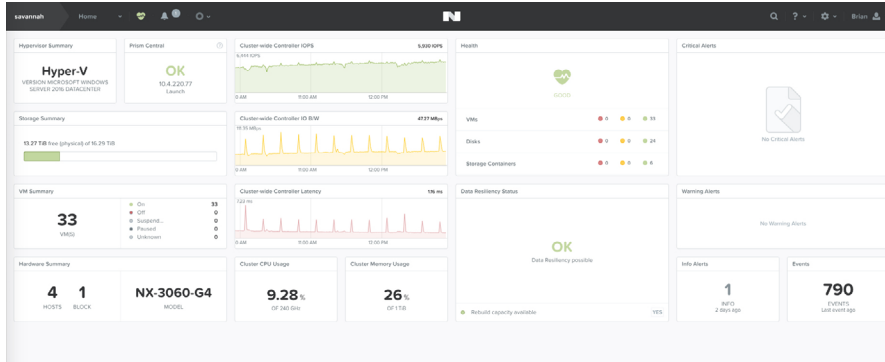 savannah
Home
1
?
Brian
Hypervisor Summary
Hyper-V
VERSION MICROSOFT WINDOWS
SERVER 2016 DATACENTER
Prism Central
OK
10.4.220.77
Launch
Cluster-wide Controller IOPS
5,930 IOPS
11:00 AM
12:00 PM
Health
GOOD
VMs
0
0
33
Disks
0
0
24
Storage Containers
0
0
6
Critical Alerts
No Critical Alerts
Storage Summary
13.27 TiB free (physical) of 16.29 TiB
Cluster-wide Controller IO B/W
47.27 MBps
11:00 AM
12:00 PM
VM Summary
33
VM(S)
On 33
Off 0
Suspend... 0
Paused 0
Unknown 0
Cluster-wide Controller Latency
11:00 AM
12:00 PM
Data Resiliency Status
OK
Data Resiliency possible
Rebuild capacity available YES
Warning Alerts
No Warning Alerts
Hardware Summary
4
HOSTS
1
BLOCK
NX-3060-G4
MODEL
Cluster CPU Usage
9.28 %
OF 240 GHz
Cluster Memory Usage
26 %
OF 1 TiB
Info Alerts
1
INFO
2 days ago
Events
790
EVENTS
Last event ago